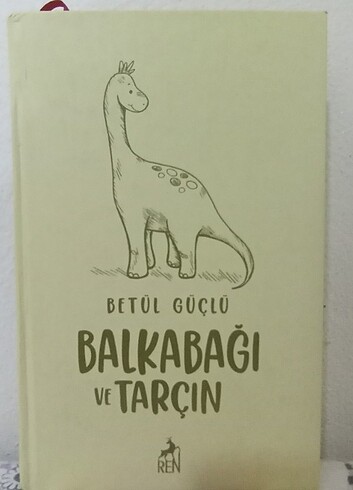 BETÜL GÜÇLÜ
BALKABAĞI
VE TARÇIN
REN